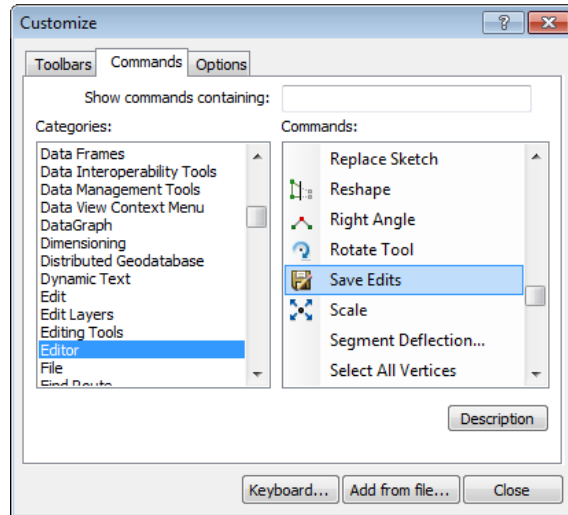 Customize
Toolbars Commands Options
Show commands containing:
Categories:
Data Frames
Data Interoperability Tools
Data Management Tools
Data View Context Menu
DataGraph
Dimensioning
Distributed Geodatabase
Dynamic Text
Edit
Edit Layers
Editing Tools
Editor
File
Find Route
Commands:
Replace Sketch
Reshape
Right Angle
Rotate Tool
Save Edits
Scale
Segment Deflection...
Select All Vertices
Description
Keyboard... Add from file... Close